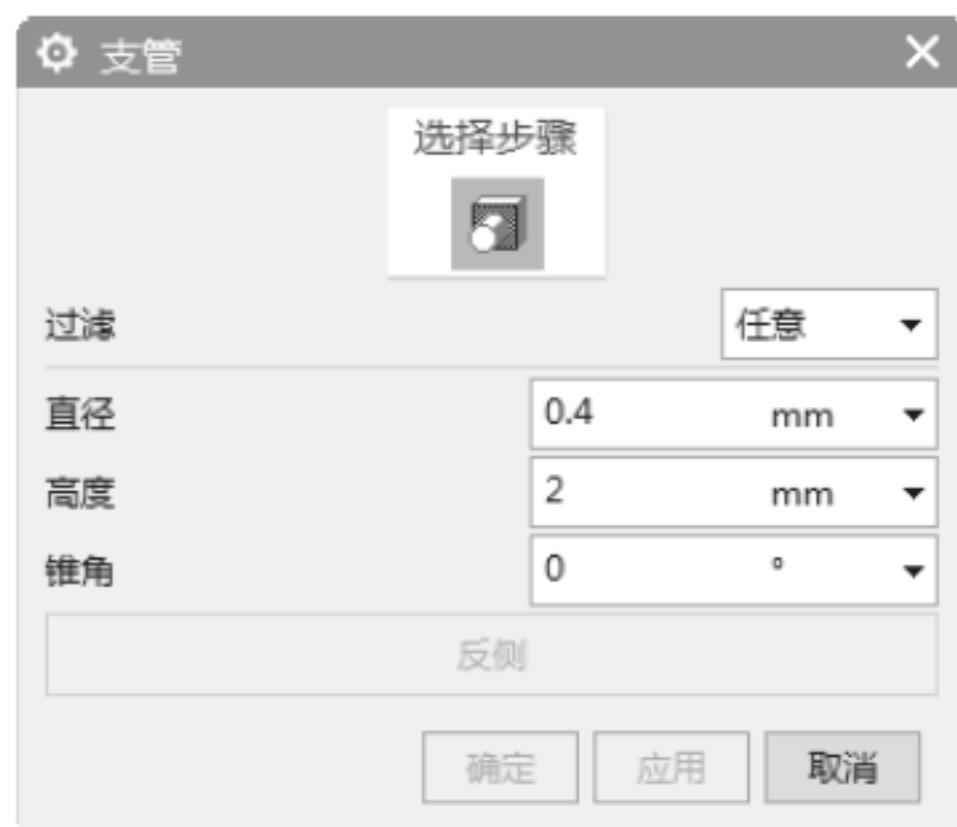 支管
选择步骤
过滤 任意
直径 0.4 mm
高度 2 mm
锥角 0 °
反侧
确定 应用 取消